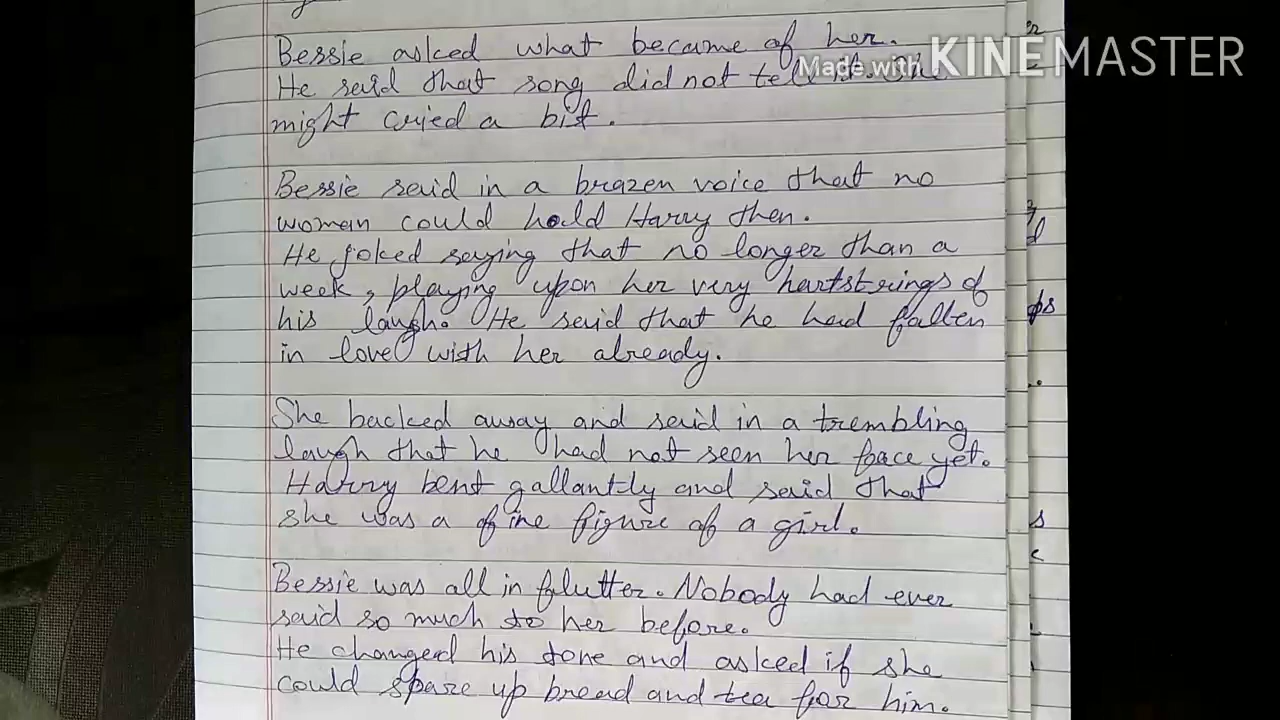 Bessie asked what became of her.
Made with KINEMASTER
He said that song did not tell it. She
might cried a bit.
Bessie said in a brazen voice that no
woman could hold Harry then.
He joked saying that no longer than a
week, playing upon her very hartstrings of
his laugh. He said that he had fallen
in love with her already.
She backed away and said in a trembling
laugh that he had not seen her face yet.
Harry bent gallantly and said that
she was a fine figure of a girl.
Bessie was all in flutter. Nobody had ever
said so much to her before.
He changed his tone and asked if she
could spare up bread and tea for him.